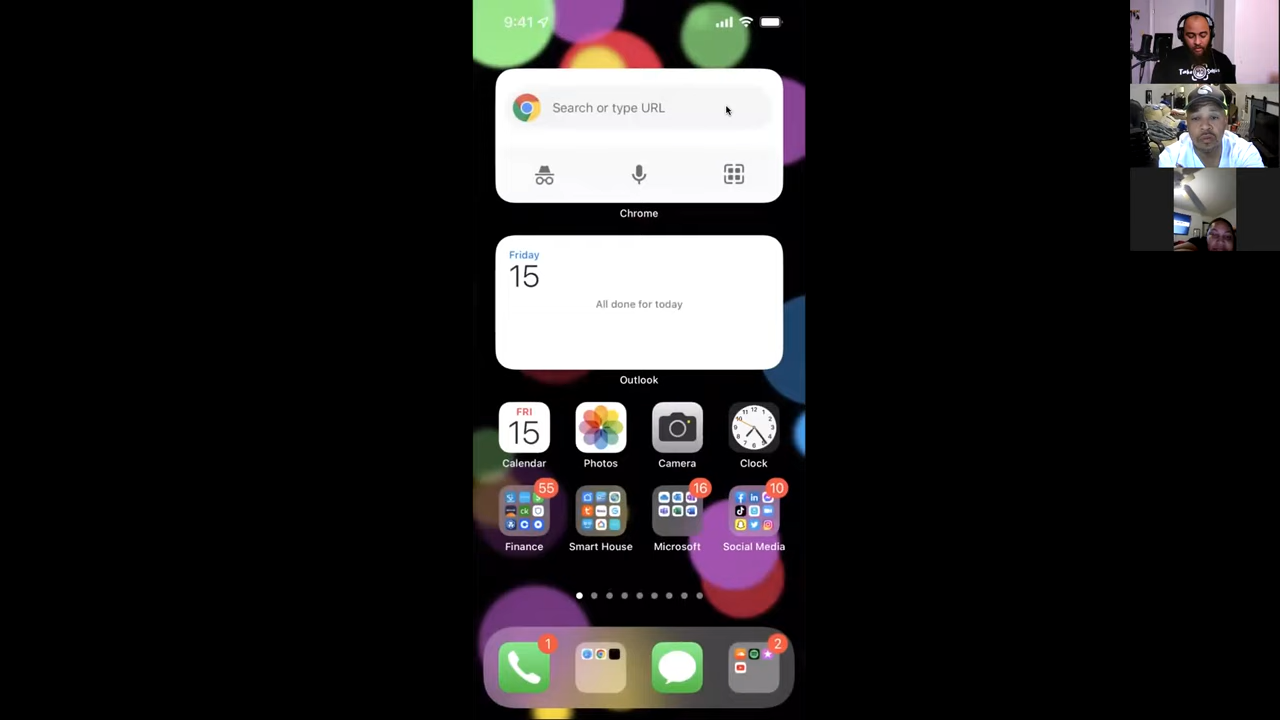 9:41
Search or type URL
Chrome
Friday
15
All done for today
Outlook
FRI
15
Calendar
Photos
Camera
Clock
55
16
10
Finance
Smart House
Microsoft
Social Media
1
2